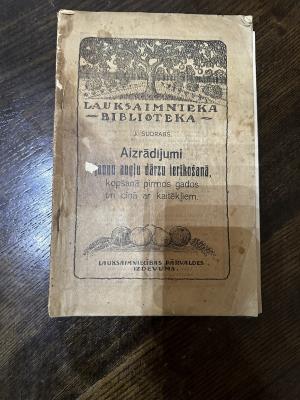 LAUKSAIMNIEKA
BIBLIOTEKA
J. SUDRABS.
Aizrādījumi
augļu dārzu ierīkošanā,
kopšanā pirmos gados
un cīņā ar kaitēkļiem.
LAUKSAIMNIECĪBAS PĀRVALDES
IZDEVUMS.